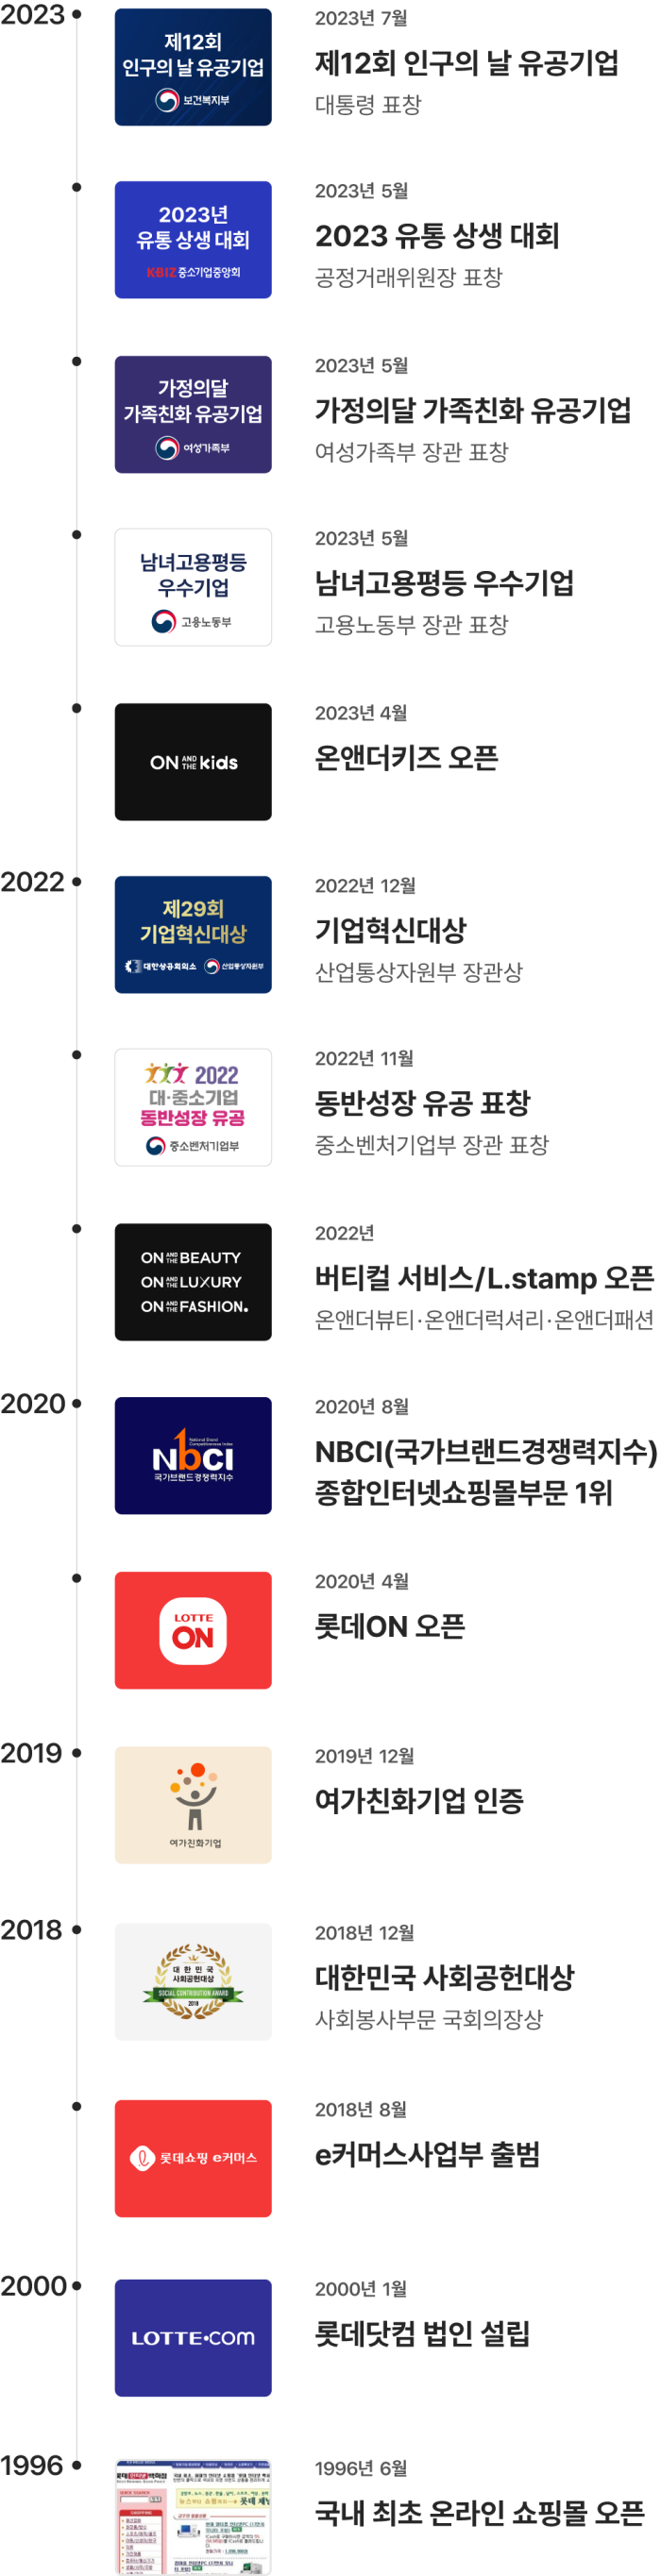 2023
제12회
인구의 날 유공기업
보건복지부
2023년 7월
제12회 인구의 날 유공기업
대통령 표창
2023년
유통 상생 대회
KBIZ 중소기업중앙회
2023년 5월
2023 유통 상생 대회
공정거래위원장 표창
가정의달
가족친화 유공기업
여성가족부
2023년 5월
가정의달 가족친화 유공기업
여성가족부 장관 표창
남녀고용평등
우수기업
고용노동부
2023년 5월
남녀고용평등 우수기업
고용노동부 장관 표창
ON AND THE kids
2023년 4월
온앤더키즈 오픈
2022
제29회
기업혁신대상
대한상공회의소 산업통상자원부
2022년 12월
기업혁신대상
산업통상자원부 장관상
2022
대·중소기업
동반성장 유공
중소벤처기업부
2022년 11월
동반성장 유공 표창
중소벤처기업부 장관 표창
ON AND THE BEAUTY
ON AND THE LUXURY
ON AND THE FASHION.
2022년
버티컬 서비스/L.stamp 오픈
온앤더뷰티·온앤더럭셔리·온앤더패션
2020
National Brand
Competitiveness Index
NbCI
국가브랜드경쟁력지수
2020년 8월
NBCI(국가브랜드경쟁력지수)
종합인터넷쇼핑몰부문 1위
LOTTE
ON
2020년 4월
롯데ON 오픈
2019
여가친화기업
2019년 12월
여가친화기업 인증
2018
대 한 민 국
사회공헌대상
SOCIAL CONTRIBUTION AWARD
2018
2018년 12월
대한민국 사회공헌대상
사회봉사부문 국회의장상
롯데쇼핑 e커머스
2018년 8월
e커머스사업부 출범
2000
LOTTE.COM
2000년 1월
롯데닷컴 법인 설립
1996
롯데인터넷백화점
1996년 6월
국내 최초 온라인 쇼핑몰 오픈